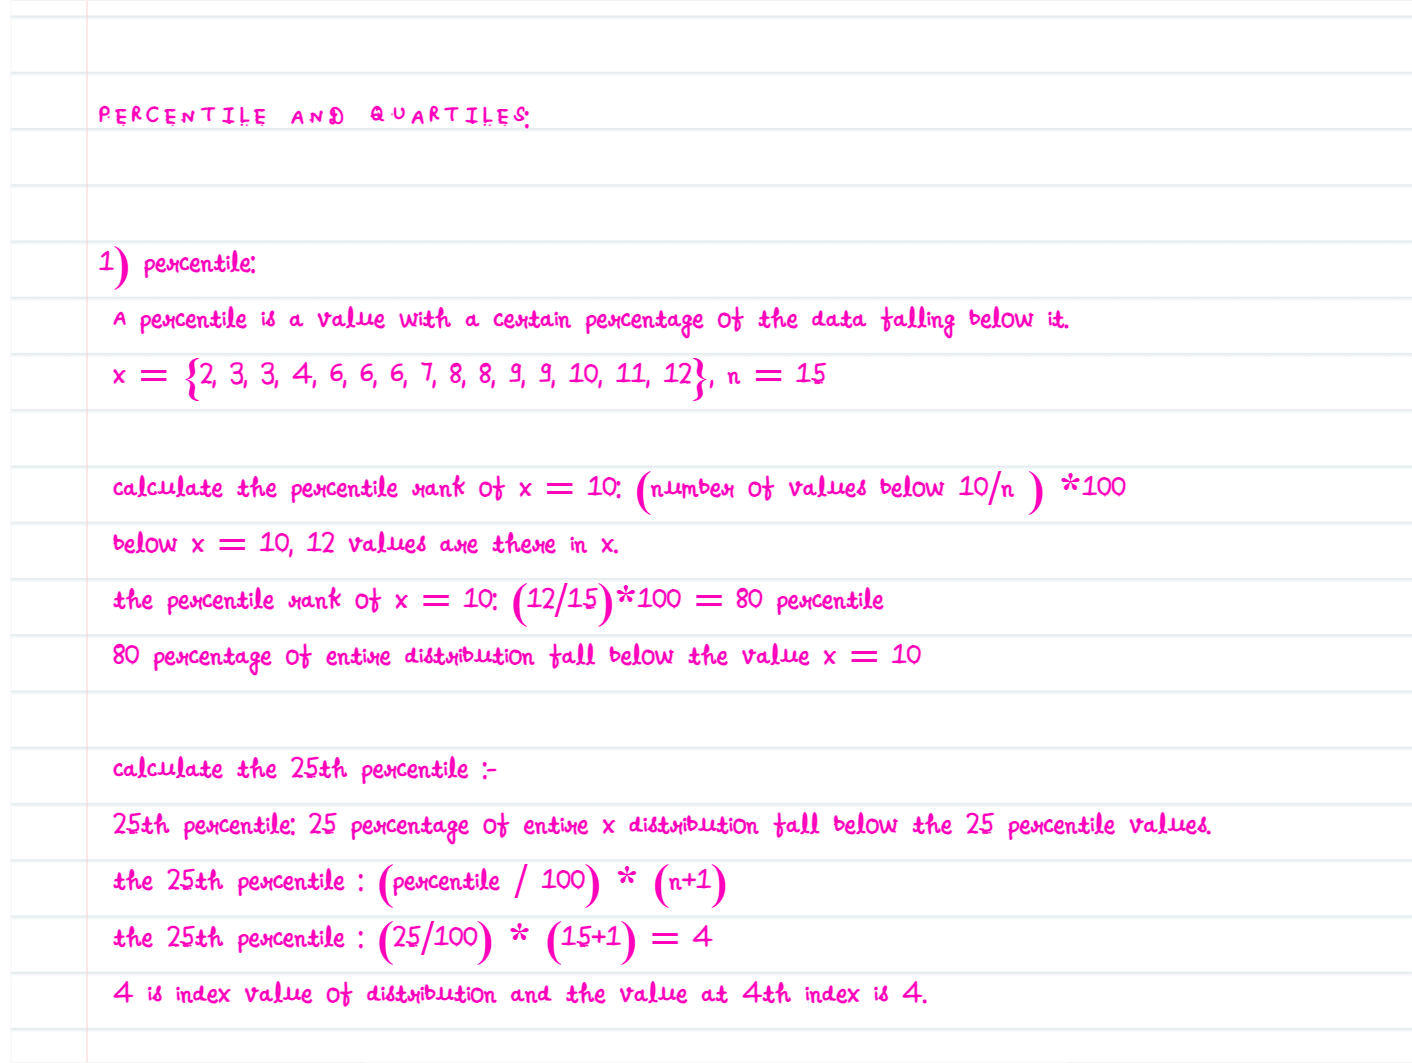 PERCENTILE AND QUARTILES:
1) percentile:
A percentile is a value with a certain percentage of the data falling below it.
x = {2, 3, 3, 4, 6, 6, 6, 7, 8, 8, 9, 9, 10, 11, 12}, n = 15
calculate the percentile rank of x = 10: (number of values below 10/n ) *100
below x = 10, 12 values are there in x.
the percentile rank of x = 10: (12/15)*100 = 80 percentile
80 percentage of entire distribution fall below the value x = 10
calculate the 25th percentile :-
25th percentile: 25 percentage of entire x distribution fall below the 25 percentile values.
the 25th percentile : (percentile / 100) * (n+1)
the 25th percentile : (25/100) * (15+1) = 4
4 is index value of distribution and the value at 4th index is 4.